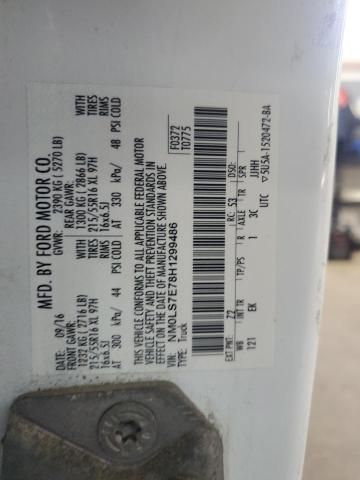 MFD. BY FORD MOTOR CO.
DATE: 09/16 GVWR: 2390 KG ( 5270 LB)
FRONT GAWR: REAR GAWR:
1232 KG ( 2716 LB) 1300 KG ( 2866 LB)
215/55R16 XL 97H TIRES 215/55R16 XL 97H TIRES
16x6.5J RIMS 16x6.5J RIMS
AT 300 kPa/ 44 PSI COLD AT 330 kPa/ 48 PSI COLD
THIS VEHICLE CONFORMS TO ALL APPLICABLE FEDERAL MOTOR
VEHICLE SAFETY AND THEFT PREVENTION STANDARDS IN
EFFECT ON THE DATE OF MANUFACTURE SHOWN ABOVE.
VIN: NM0LS7E78H1299486
TYPE: Truck
F0372
T0775
EXT PNT: Z2 RC: 53 DSO:
WB INT TR TP/PS R AXLE TR SPR
121 EK 1 3C JJHH
UTC ▽5U5A-1520472-BA